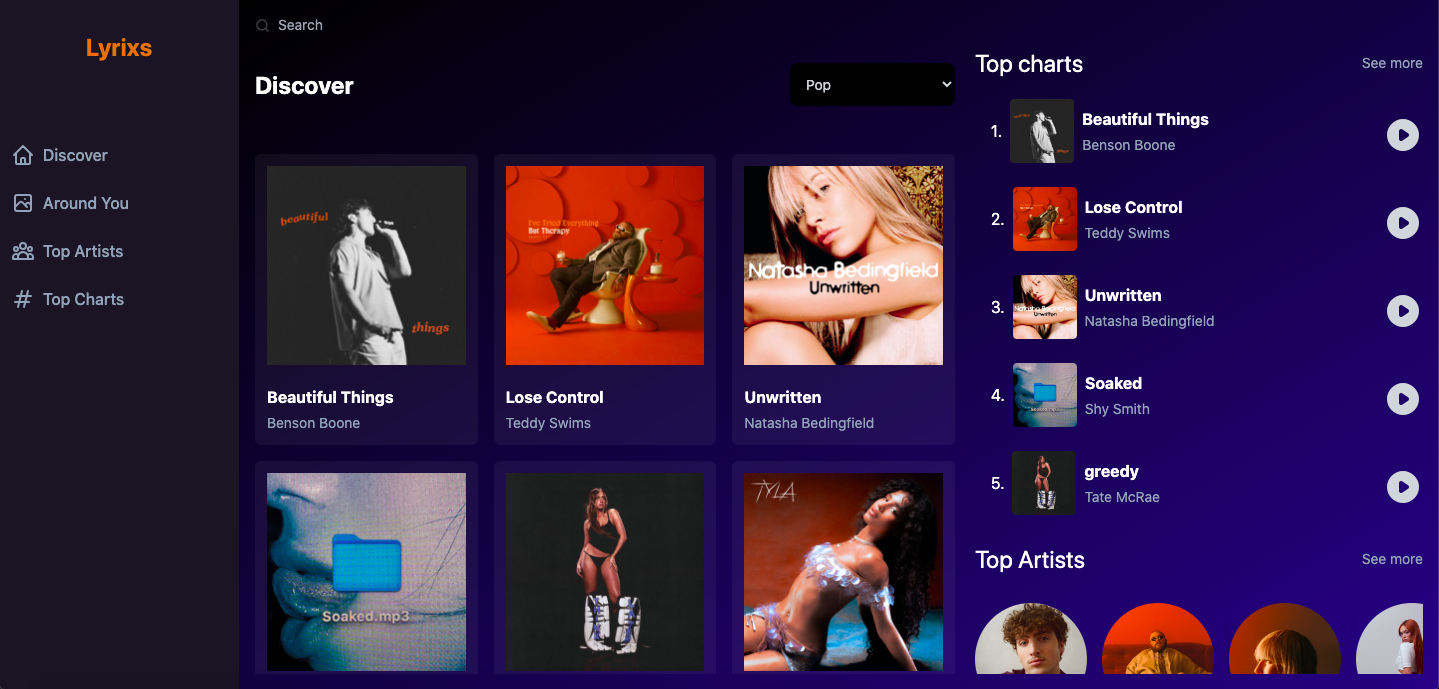 Lyrixs
Discover
Around You
Top Artists
Top Charts
Search
Discover
Pop
beautiful
things
Beautiful Things
Benson Boone
I've Tried Everything
But Therapy
Lose Control
Teddy Swims
Natasha Bedingfield
Unwritten
Unwritten
Natasha Bedingfield
Soaked.mp3
TYLA
Top charts
See more
1.
Beautiful Things
Benson Boone
2.
Lose Control
Teddy Swims
3.
Unwritten
Natasha Bedingfield
4.
Soaked
Shy Smith
5.
greedy
Tate McRae
Top Artists
See more